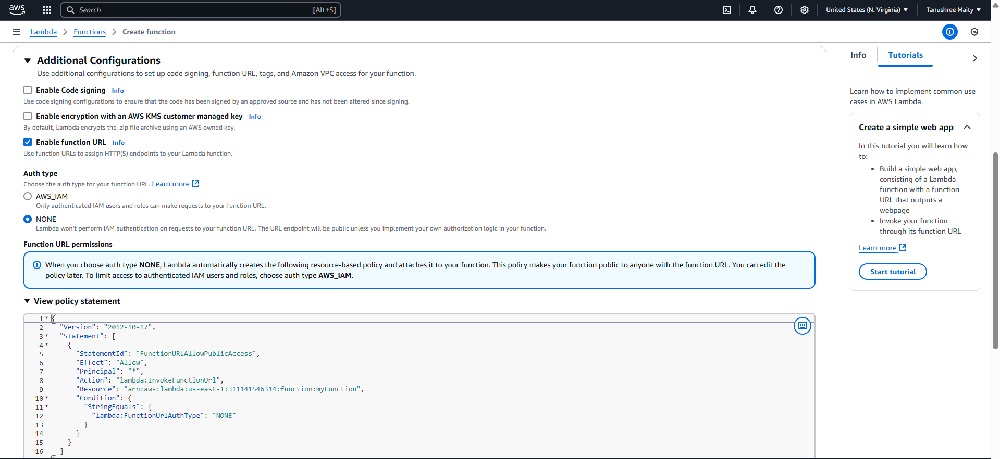 aws
Search
[Alt+S]
United States (N. Virginia)
Tanushree Maity
Lambda
Functions
Create function
Additional Configurations
Use additional configurations to set up code signing, function URL, tags, and Amazon VPC access for your function.
Enable Code signing Info
Use code signing configurations to ensure that the code has been signed by an approved source and has not been altered since signing.
Enable encryption with an AWS KMS customer managed key Info
By default, Lambda encrypts the .zip file archive using an AWS owned key.
Enable function URL Info
Use function URLs to assign HTTP(S) endpoints to your Lambda function.
Auth type
Choose the auth type for your function URL. Learn more
AWS_IAM
Only authenticated IAM users and roles can make requests to your function URL.
NONE
Lambda won't perform IAM authentication on requests to your function URL. The URL endpoint will be public unless you implement your own authorization logic in your function.
Function URL permissions
When you choose auth type NONE, Lambda automatically creates the following resource-based policy and attaches it to your function. This policy makes your function public to anyone with the function URL. You can edit the
policy later. To limit access to authenticated IAM users and roles, choose auth type AWS_IAM.
View policy statement
1 {
2 "Version": "2012-10-17",
3 "Statement": [
4 {
5 "StatementId": "FunctionURLAllowPublicAccess",
6 "Effect": "Allow",
7 "Principal": "*",
8 "Action": "lambda:InvokeFunctionUrl",
9 "Resource": "arn:aws:lambda:us-east-1:311141546314:function:myFunction",
10 "Condition": {
11 "StringEquals": {
12 "lambda:FunctionUrlAuthType": "NONE"
13 }
14 }
15 }
16 ]
Info
Tutorials
Learn how to implement common use
cases in AWS Lambda.
Create a simple web app
In this tutorial you will learn how
to:
• Build a simple web app,
consisting of a Lambda
function with a function
URL that outputs a
webpage
• Invoke your function
through its function URL
Learn more
Start tutorial